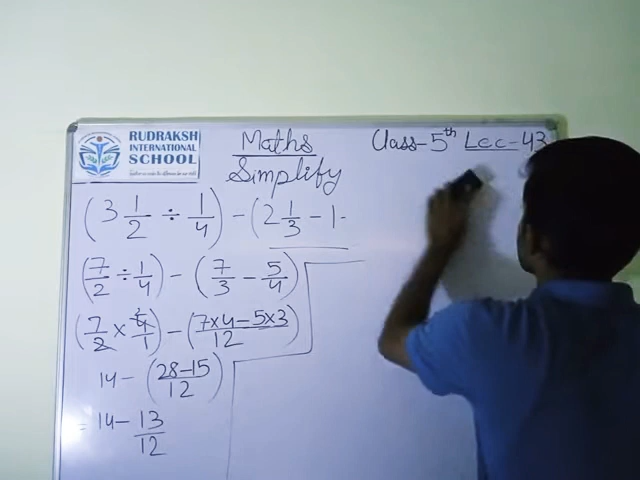 RUDRAKSH
INTERNATIONAL
SCHOOL
Maths
Class-5th Lec-43
Simplify
(3 1/2 ÷ 1/4) - (2 1/3 - 1-
(7/2 ÷ 1/4) - (7/3 - 5/4)
(7/2 × 4/1) - (7×4-5×3/12)
14 - (28-15/12)
= 14 - 13/12